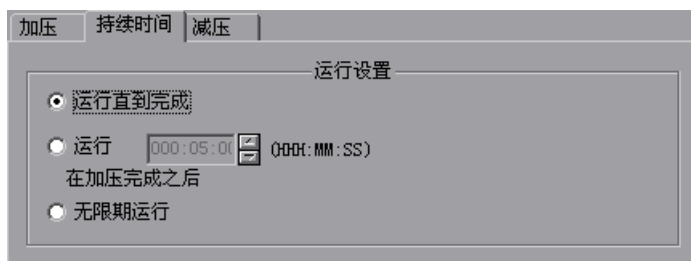 加压 持续时间 减压
运行设置
运行直到完成
运行 000:05:00 (HHH:MM:SS)
在加压完成之后
无限期运行